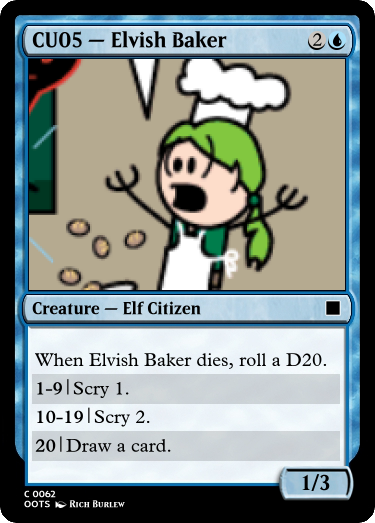 CU05 — Elvish Baker 2
Creature — Elf Citizen
When Elvish Baker dies, roll a D20.
1-9 | Scry 1.
10-19 | Scry 2.
20 | Draw a card.
1/3
C 0062
OOTS Rich Burlew